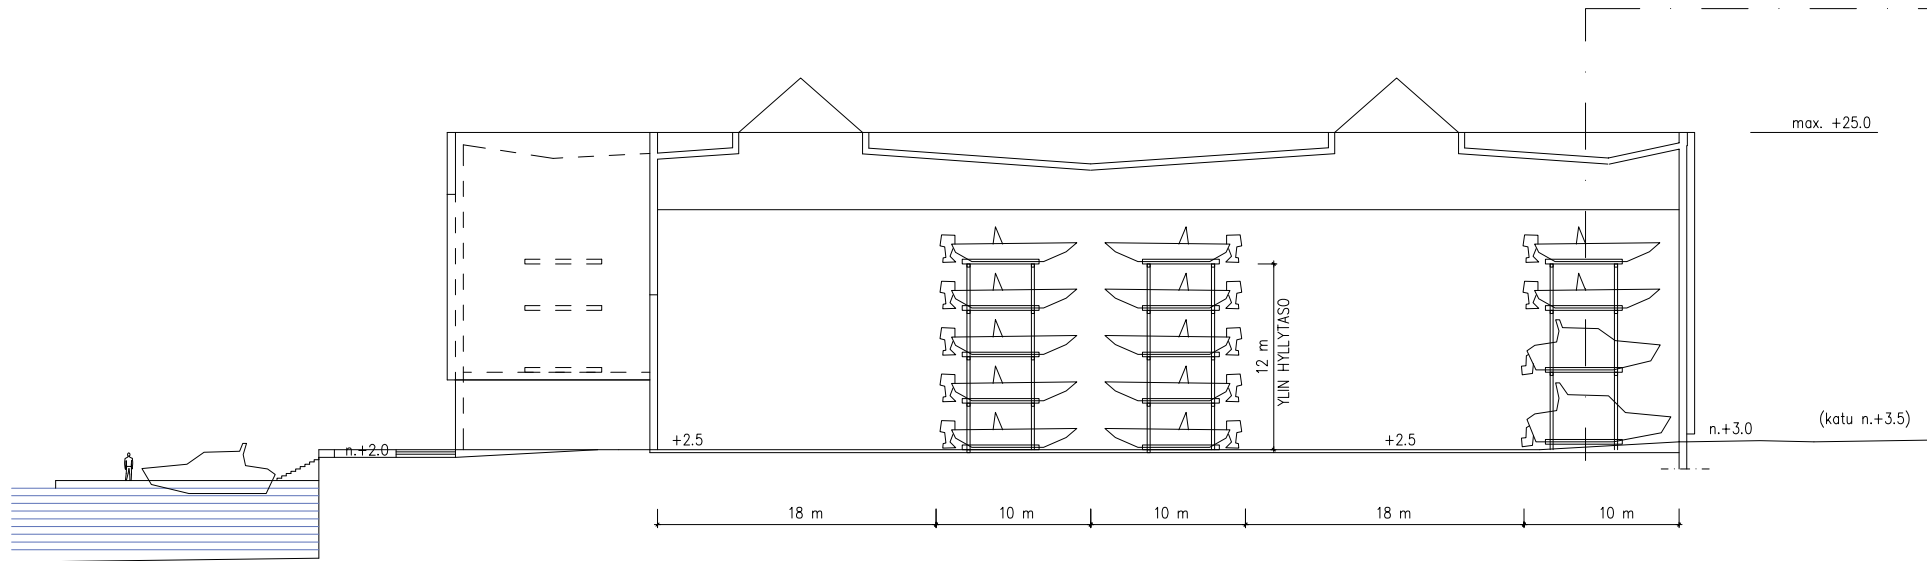 max. +25.0
12 m
YLIN HYLLYTASO
n.+2.0
+2.5
+2.5
n.+3.0
(katu n.+3.5)
18 m
10 m
10 m
18 m
10 m